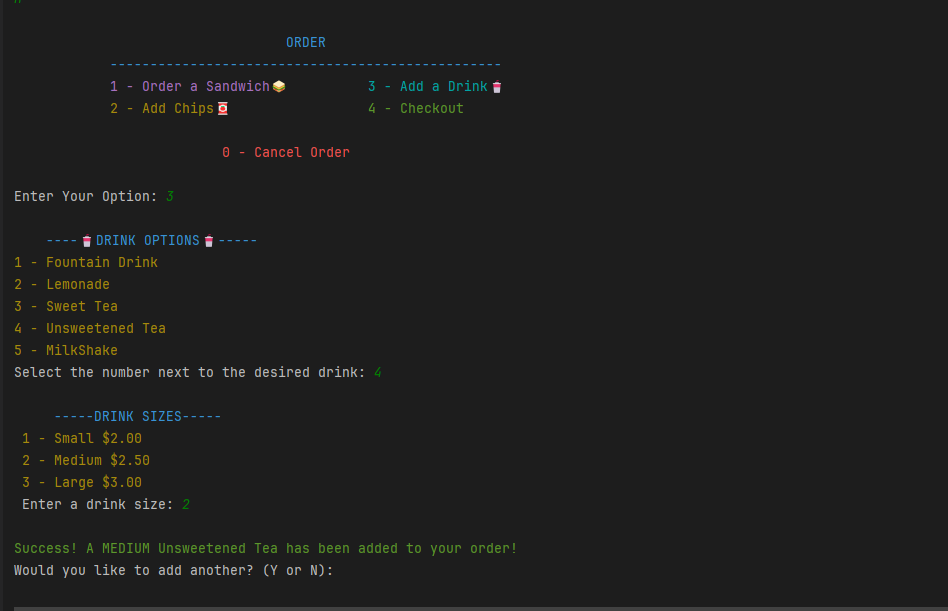 ORDER
-------------------------------------------------
1 - Order a Sandwich🥪 3 - Add a Drink🥤
2 - Add Chips🥫 4 - Checkout
0 - Cancel Order
Enter Your Option: 3
----🥤DRINK OPTIONS🥤-----
1 - Fountain Drink
2 - Lemonade
3 - Sweet Tea
4 - Unsweetened Tea
5 - MilkShake
Select the number next to the desired drink: 4
-----DRINK SIZES-----
1 - Small $2.00
2 - Medium $2.50
3 - Large $3.00
Enter a drink size: 2
Success! A MEDIUM Unsweetened Tea has been added to your order!
Would you like to add another? (Y or N):